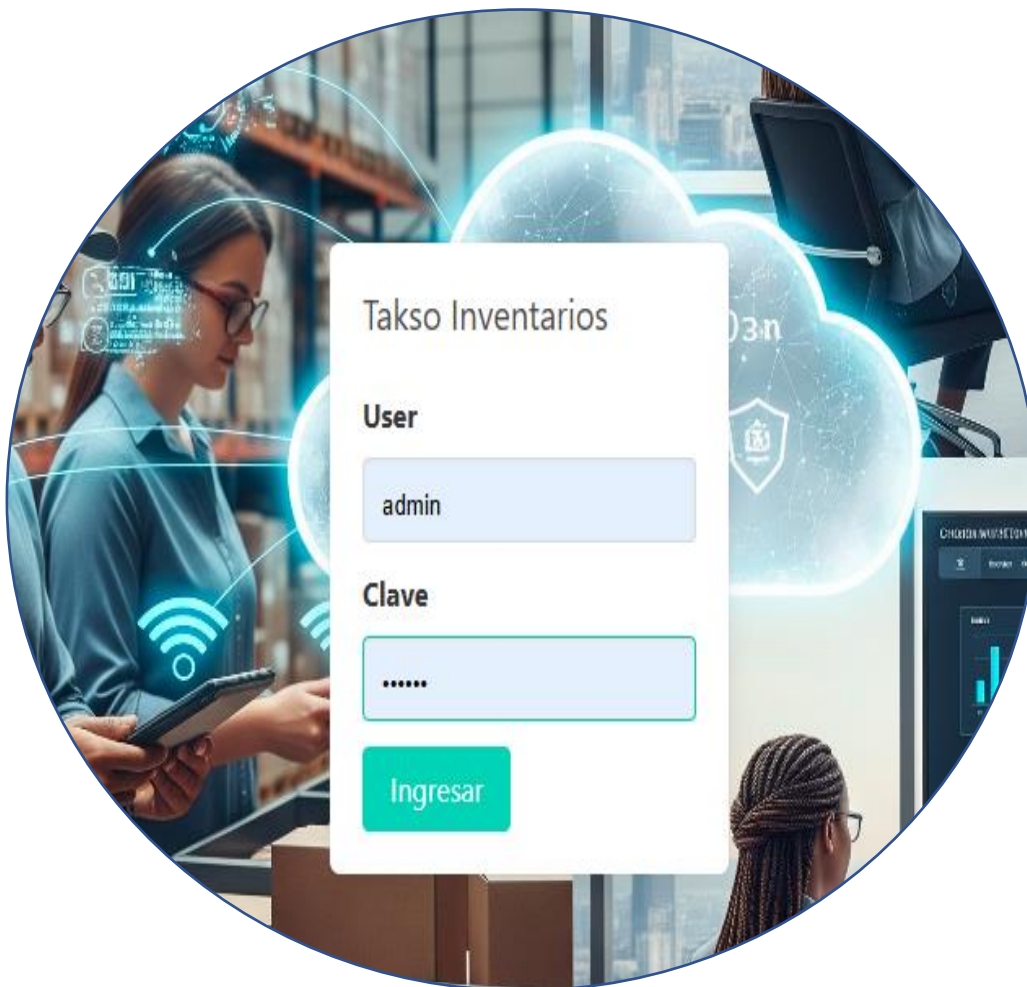 Takso Inventarios
User
admin
Clave
••••••
Ingresar